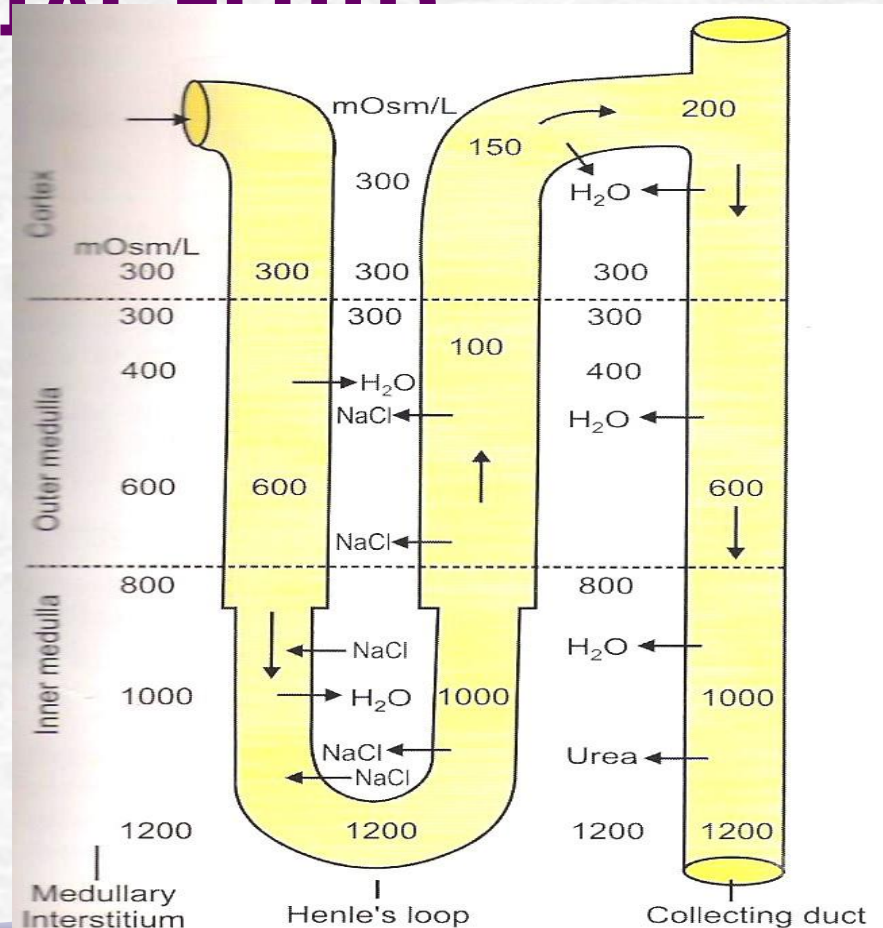 mOsm/L
150
200
300
H₂O
Cortex
mOsm/L
300 300 300 300
300 300 300
100
400 H₂O 400
NaCl H₂O
Outer medulla
600 600 600
NaCl
800 800
NaCl H₂O
Inner medulla
1000 H₂O 1000 1000
NaCl Urea
NaCl
1200 1200 1200 1200
Medullary
Interstitium
Henle's loop
Collecting duct